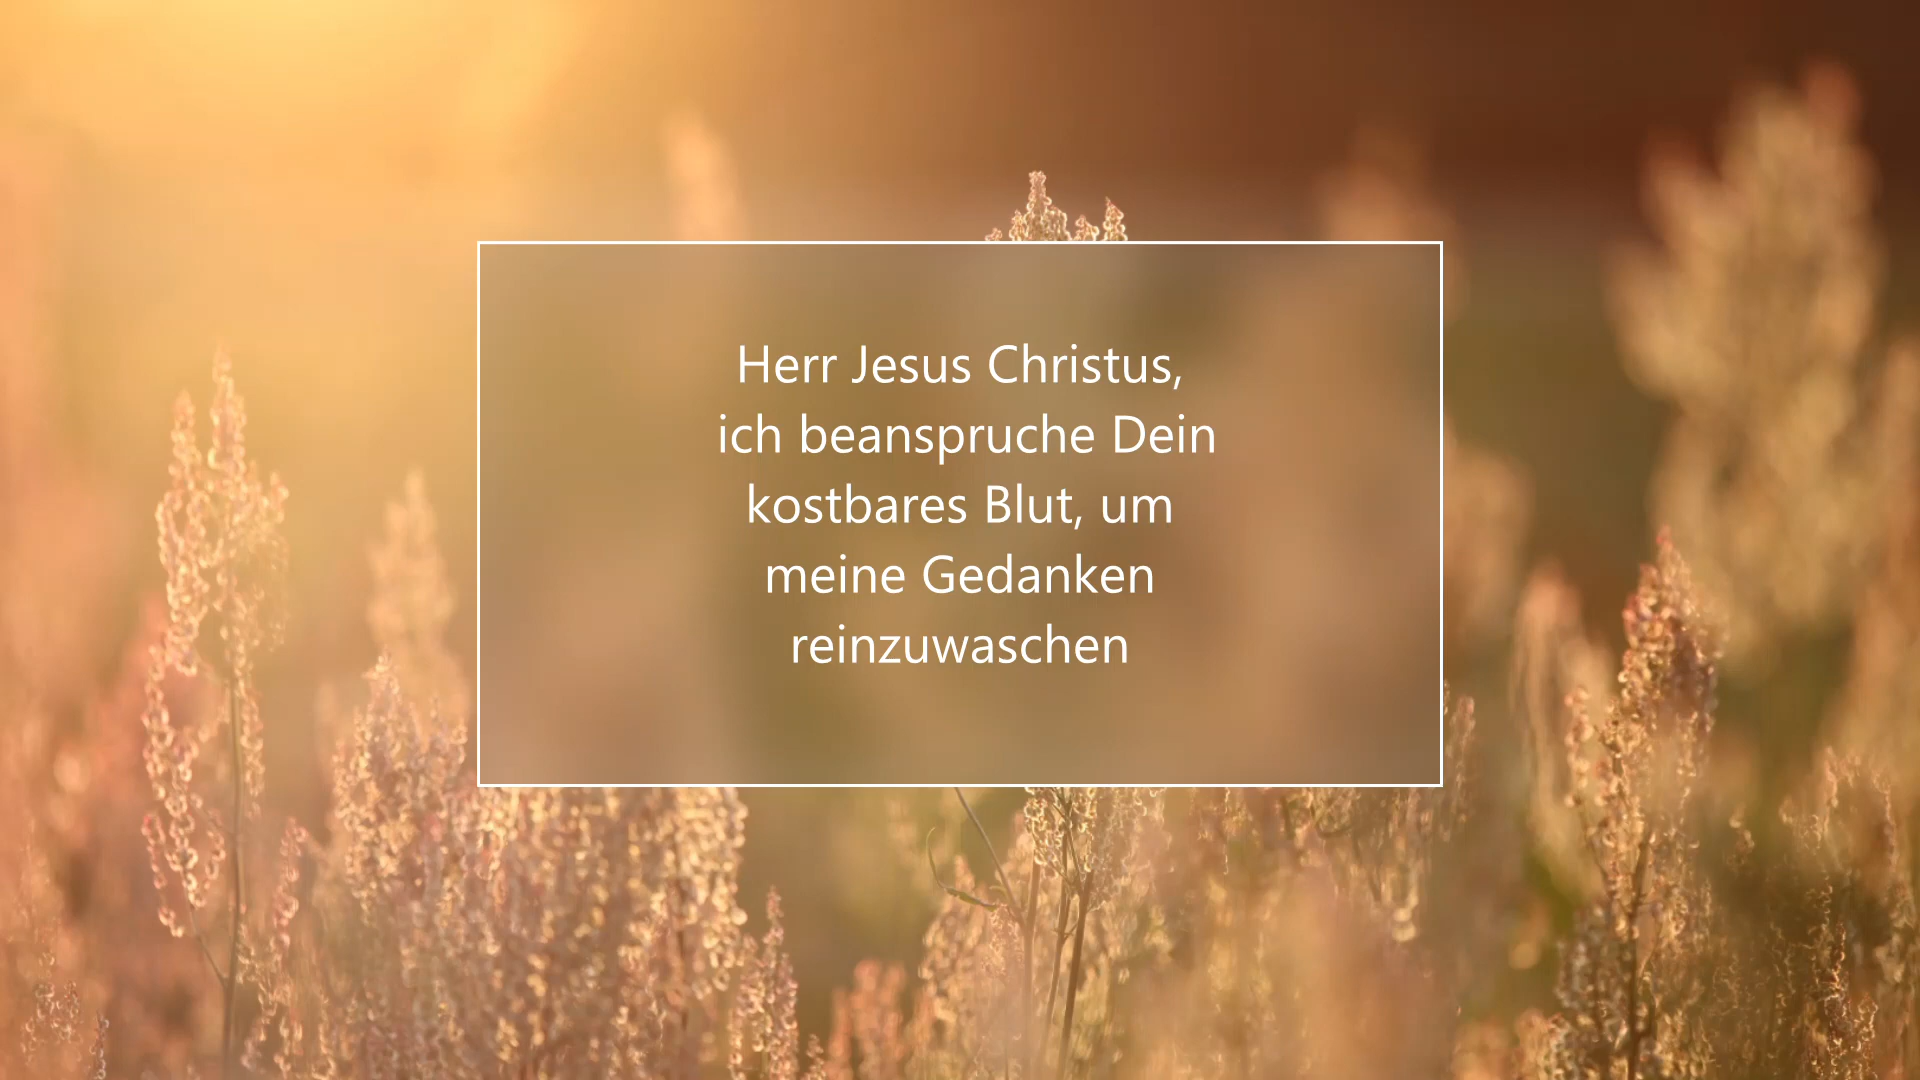 Herr Jesus Christus,
ich beanspruche Dein
kostbares Blut, um
meine Gedanken
reinzuwaschen